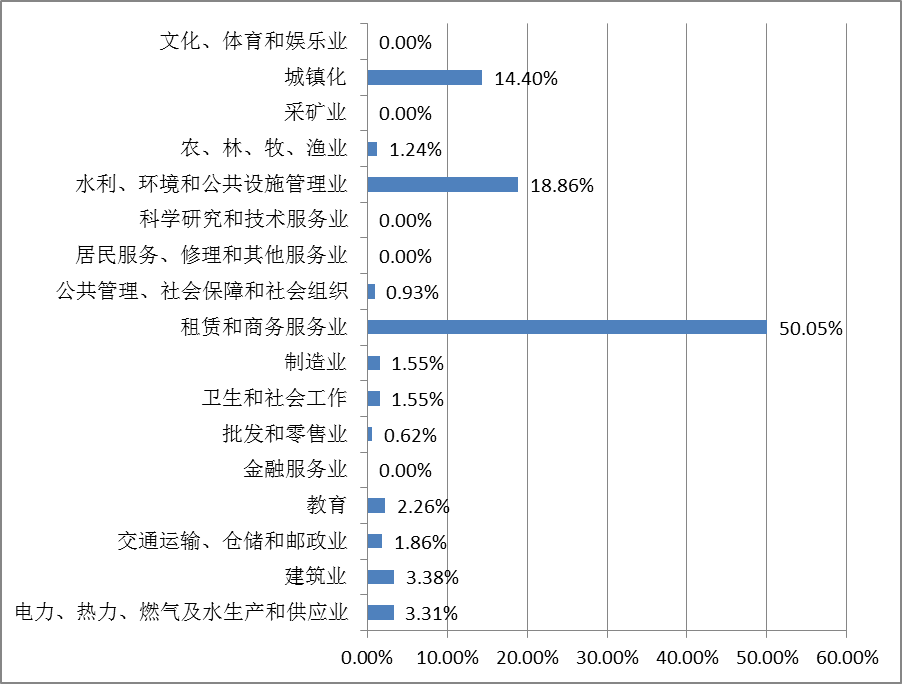 文化、体育和娱乐业 0.00%
城镇化 14.40%
采矿业 0.00%
农、林、牧、渔业 1.24%
水利、环境和公共设施管理业 18.86%
科学研究和技术服务业 0.00%
居民服务、修理和其他服务业 0.00%
公共管理、社会保障和社会组织 0.93%
租赁和商务服务业 50.05%
制造业 1.55%
卫生和社会工作 1.55%
批发和零售业 0.62%
金融服务业 0.00%
教育 2.26%
交通运输、仓储和邮政业 1.86%
建筑业 3.38%
电力、热力、燃气及水生产和供应业 3.31%
0.00% 10.00% 20.00% 30.00% 40.00% 50.00% 60.00%